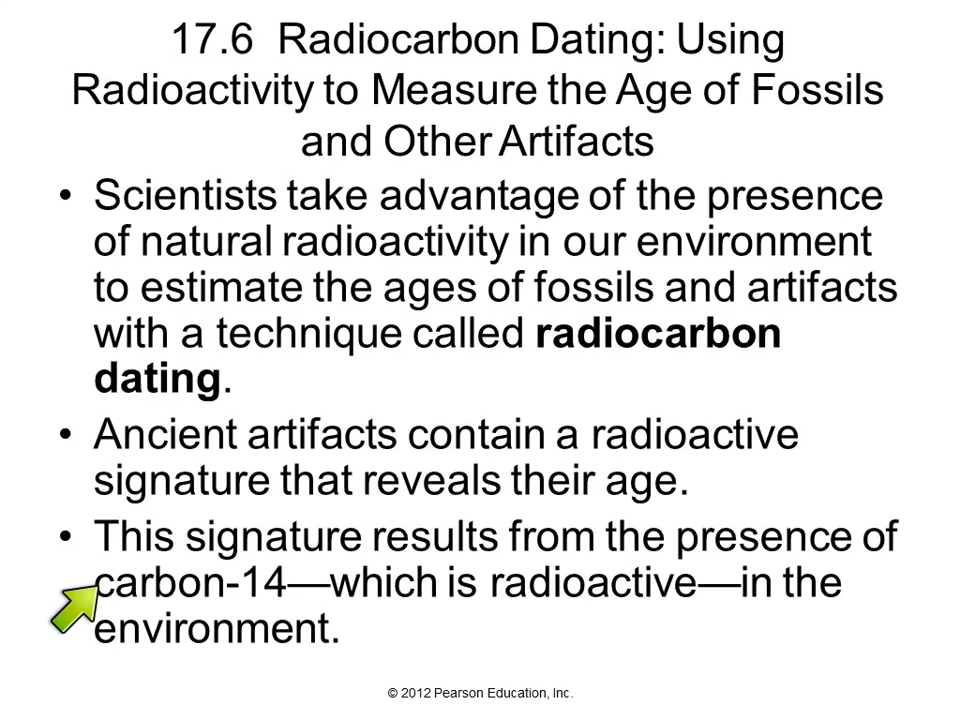 17.6 Radiocarbon Dating: Using
Radioactivity to Measure the Age of Fossils
and Other Artifacts
• Scientists take advantage of the presence
of natural radioactivity in our environment
to estimate the ages of fossils and artifacts
with a technique called radiocarbon
dating.
• Ancient artifacts contain a radioactive
signature that reveals their age.
• This signature results from the presence of
carbon-14—which is radioactive—in the
environment.
© 2012 Pearson Education, Inc.